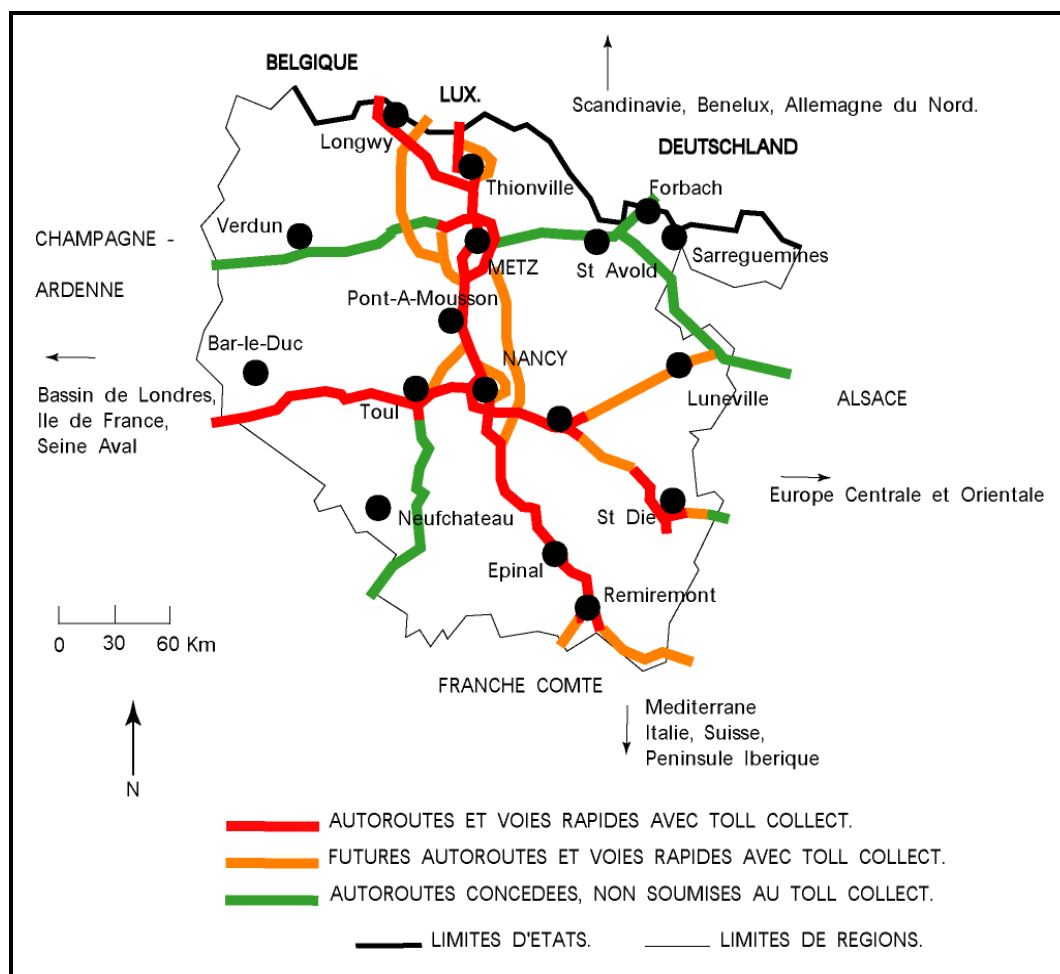 BELGIQUE
LUX.
Scandinavie, Benelux, Allemagne du Nord.
DEUTSCHLAND
Longwy
Thionville
Forbach
Verdun
CHAMPAGNE -
ARDENNE
METZ
St Avold
Sarreguemines
Pont-A-Mousson
Bar-le-Duc
NANCY
Bassin de Londres,
Ile de France,
Seine Aval
Toul
Luneville
ALSACE
Europe Centrale et Orientale
Neufchateau
St Die
Epinal
Remiremont
0 30 60 Km
FRANCHE COMTE
Mediterrane
Italie, Suisse,
Peninsule Iberique
N
AUTOROUTES ET VOIES RAPIDES AVEC TOLL COLLECT.
FUTURES AUTOROUTES ET VOIES RAPIDES AVEC TOLL COLLECT.
AUTOROUTES CONCEDEES, NON SOUMISES AU TOLL COLLECT.
LIMITES D'ETATS. LIMITES DE REGIONS.